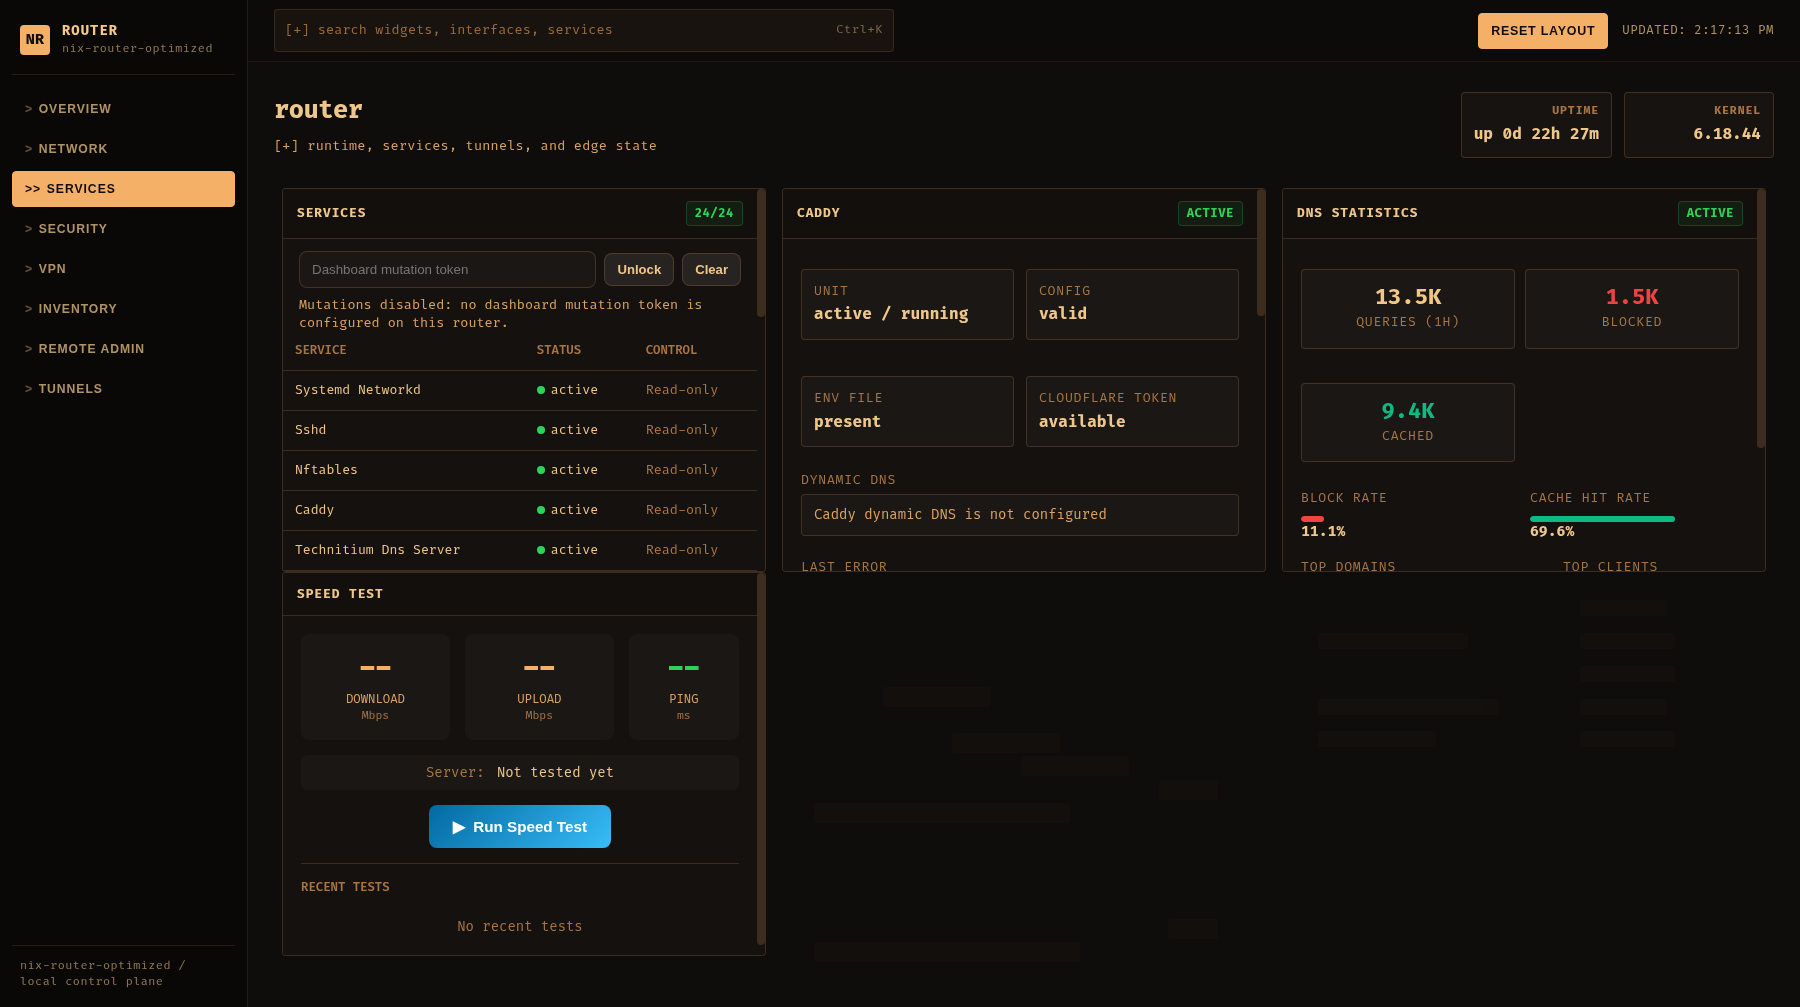 NR
ROUTER
nix-router-optimized
> OVERVIEW
> NETWORK
>> SERVICES
> SECURITY
> VPN
> INVENTORY
> REMOTE ADMIN
> TUNNELS
nix-router-optimized /
local control plane
[+] search widgets, interfaces, services
Ctrl+K
RESET LAYOUT
UPDATED: 2:17:13 PM
router
[+] runtime, services, tunnels, and edge state
UPTIME
up 0d 22h 27m
KERNEL
6.18.44
SERVICES
24/24
Dashboard mutation token
Unlock
Clear
Mutations disabled: no dashboard mutation token is
configured on this router.
SERVICE STATUS CONTROL
Systemd Networkd active Read-only
Sshd active Read-only
Nftables active Read-only
Caddy active Read-only
Technitium Dns Server active Read-only
CADDY
ACTIVE
UNIT
active / running
CONFIG
valid
ENV FILE
present
CLOUDFLARE TOKEN
available
DYNAMIC DNS
Caddy dynamic DNS is not configured
LAST ERROR
DNS STATISTICS
ACTIVE
13.5K
QUERIES (1H)
1.5K
BLOCKED
9.4K
CACHED
BLOCK RATE
11.1%
CACHE HIT RATE
69.6%
TOP DOMAINS
TOP CLIENTS
SPEED TEST
--
DOWNLOAD
Mbps
--
UPLOAD
Mbps
--
PING
ms
Server: Not tested yet
▶ Run Speed Test
RECENT TESTS
No recent tests